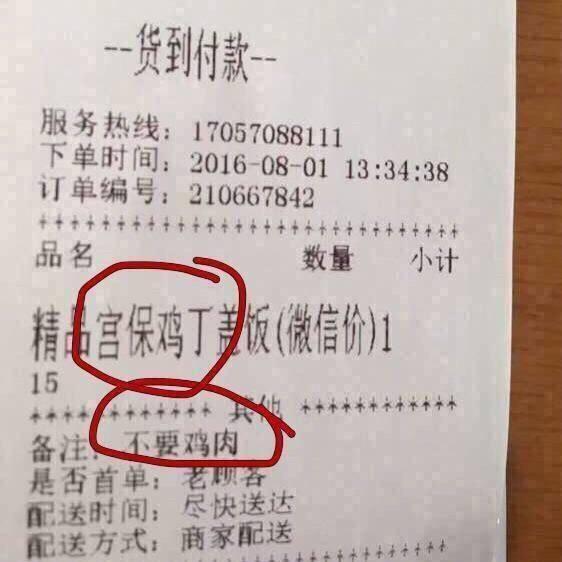 --货到付款--
服务热线：17057088111
下单时间：2016-08-01 13:34:38
订单编号：210667842
品名 数量 小计
精品宫保鸡丁盖饭(微信价)1
15
************ 其他 ************
备注：不要鸡肉
是否首单：老顾客
配送时间：尽快送达
配送方式：商家配送